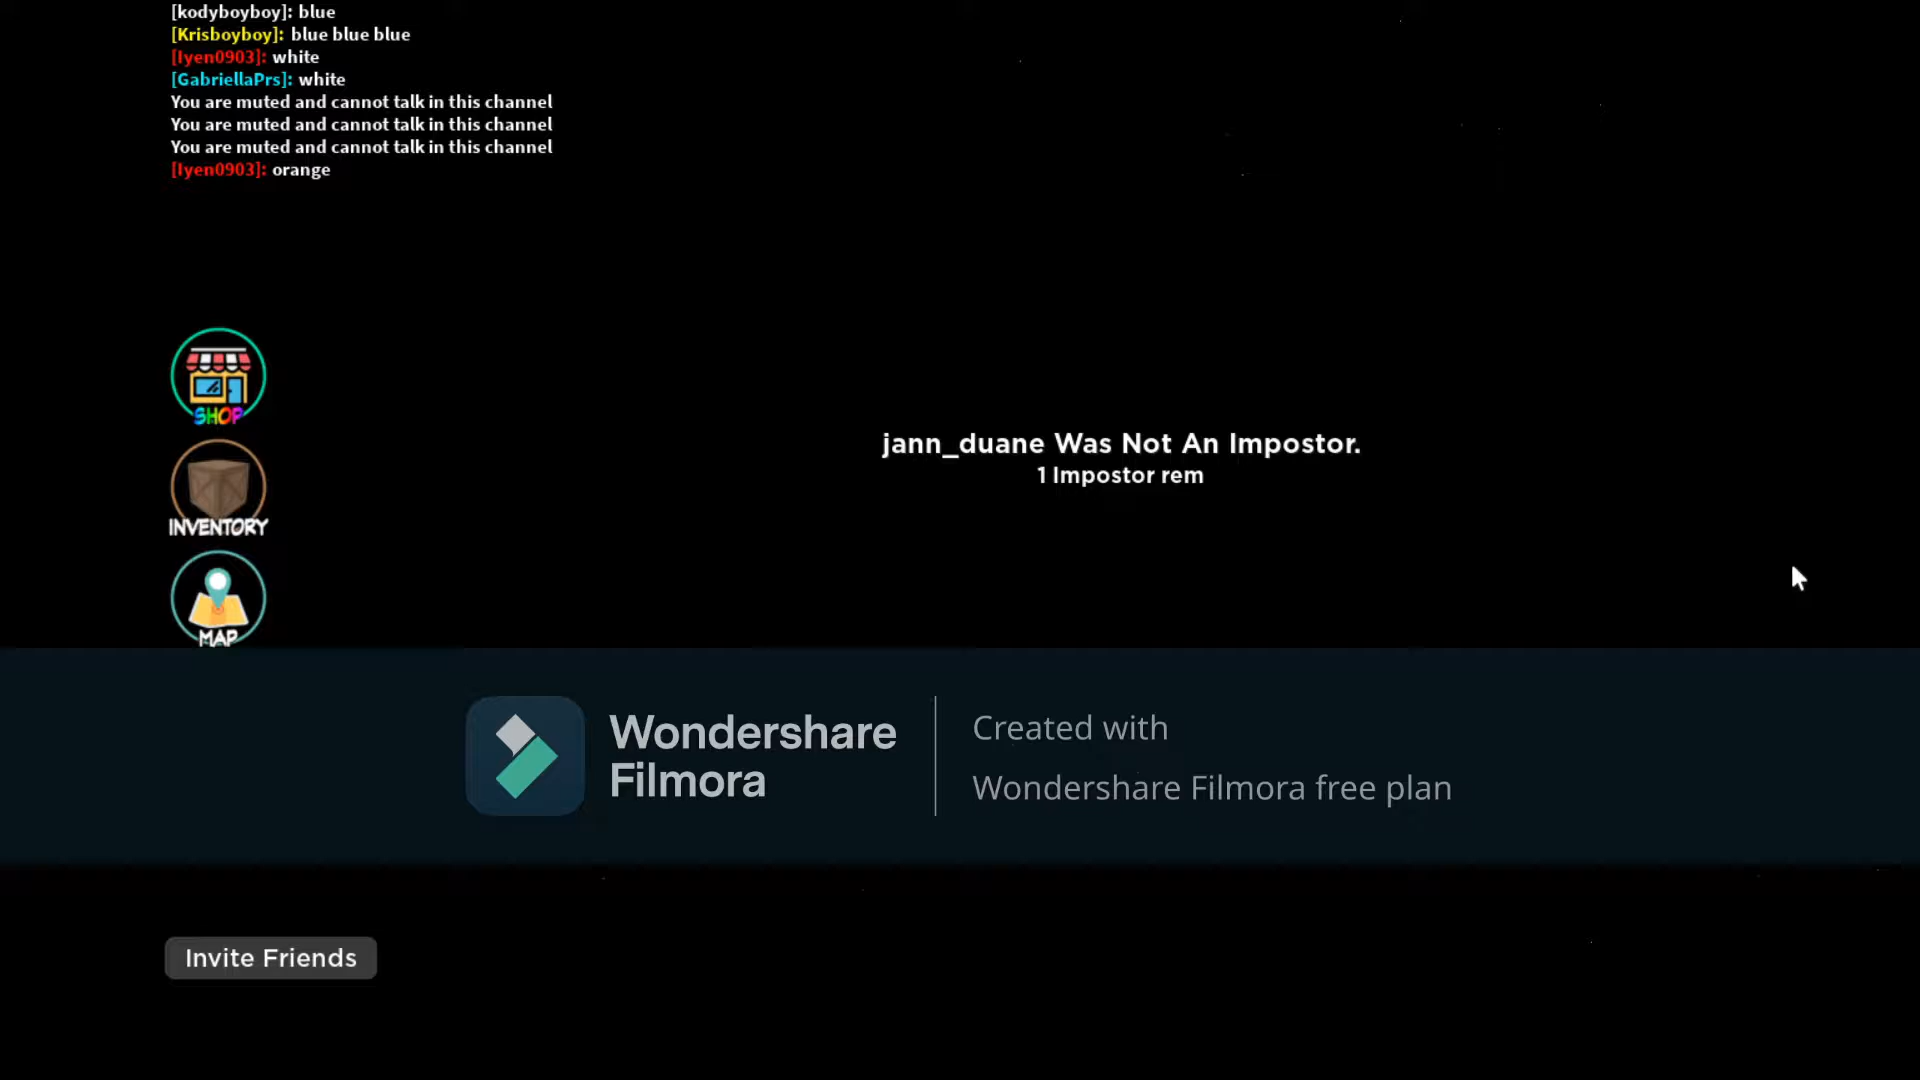 [kodyboyboy]: blue
[Krisboyboy]: blue blue blue
[Iyen0903]: white
[GabriellaPrs]: white
You are muted and cannot talk in this channel
You are muted and cannot talk in this channel
You are muted and cannot talk in this channel
[Iyen0903]: orange
SHOP
INVENTORY
MAP
jann_duane Was Not An Impostor.
1 Impostor rem
Wondershare
Filmora
Created with
Wondershare Filmora free plan
Invite Friends